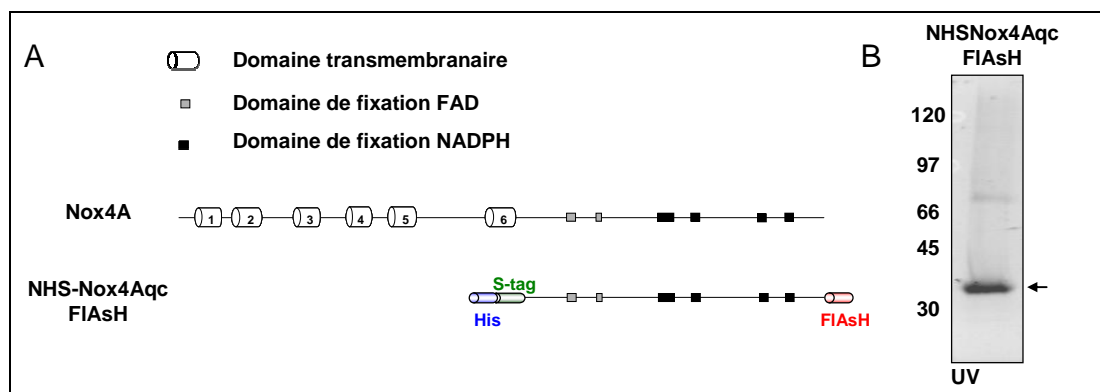 A
Domaine transmembranaire
Domaine de fixation FAD
Domaine de fixation NADPH
Nox4A
1 2 3 4 5 6
NHS-Nox4Aqc
FlAsH
S-tag
His
FlAsH
B
NHSNox4Aqc
FlAsH
120
97
66
45
30
UV